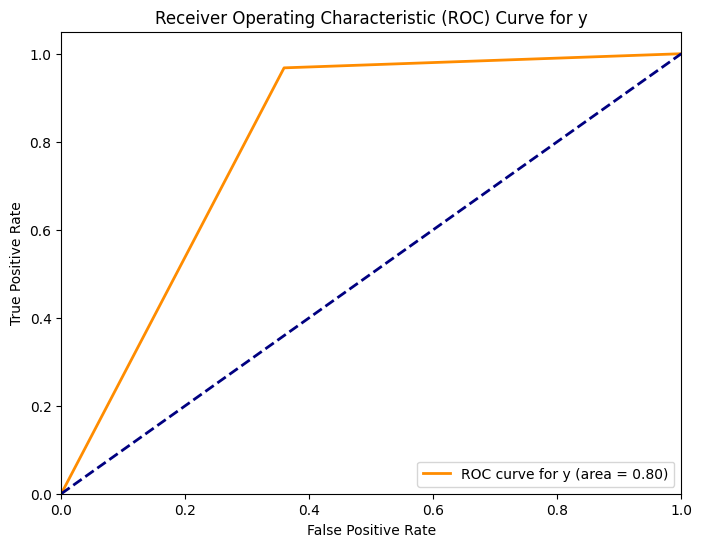 Receiver Operating Characteristic (ROC) Curve for y
True Positive Rate
1.0
0.8
0.6
0.4
0.2
0.0
ROC curve for y (area = 0.80)
0.0 0.2 0.4 0.6 0.8 1.0
False Positive Rate